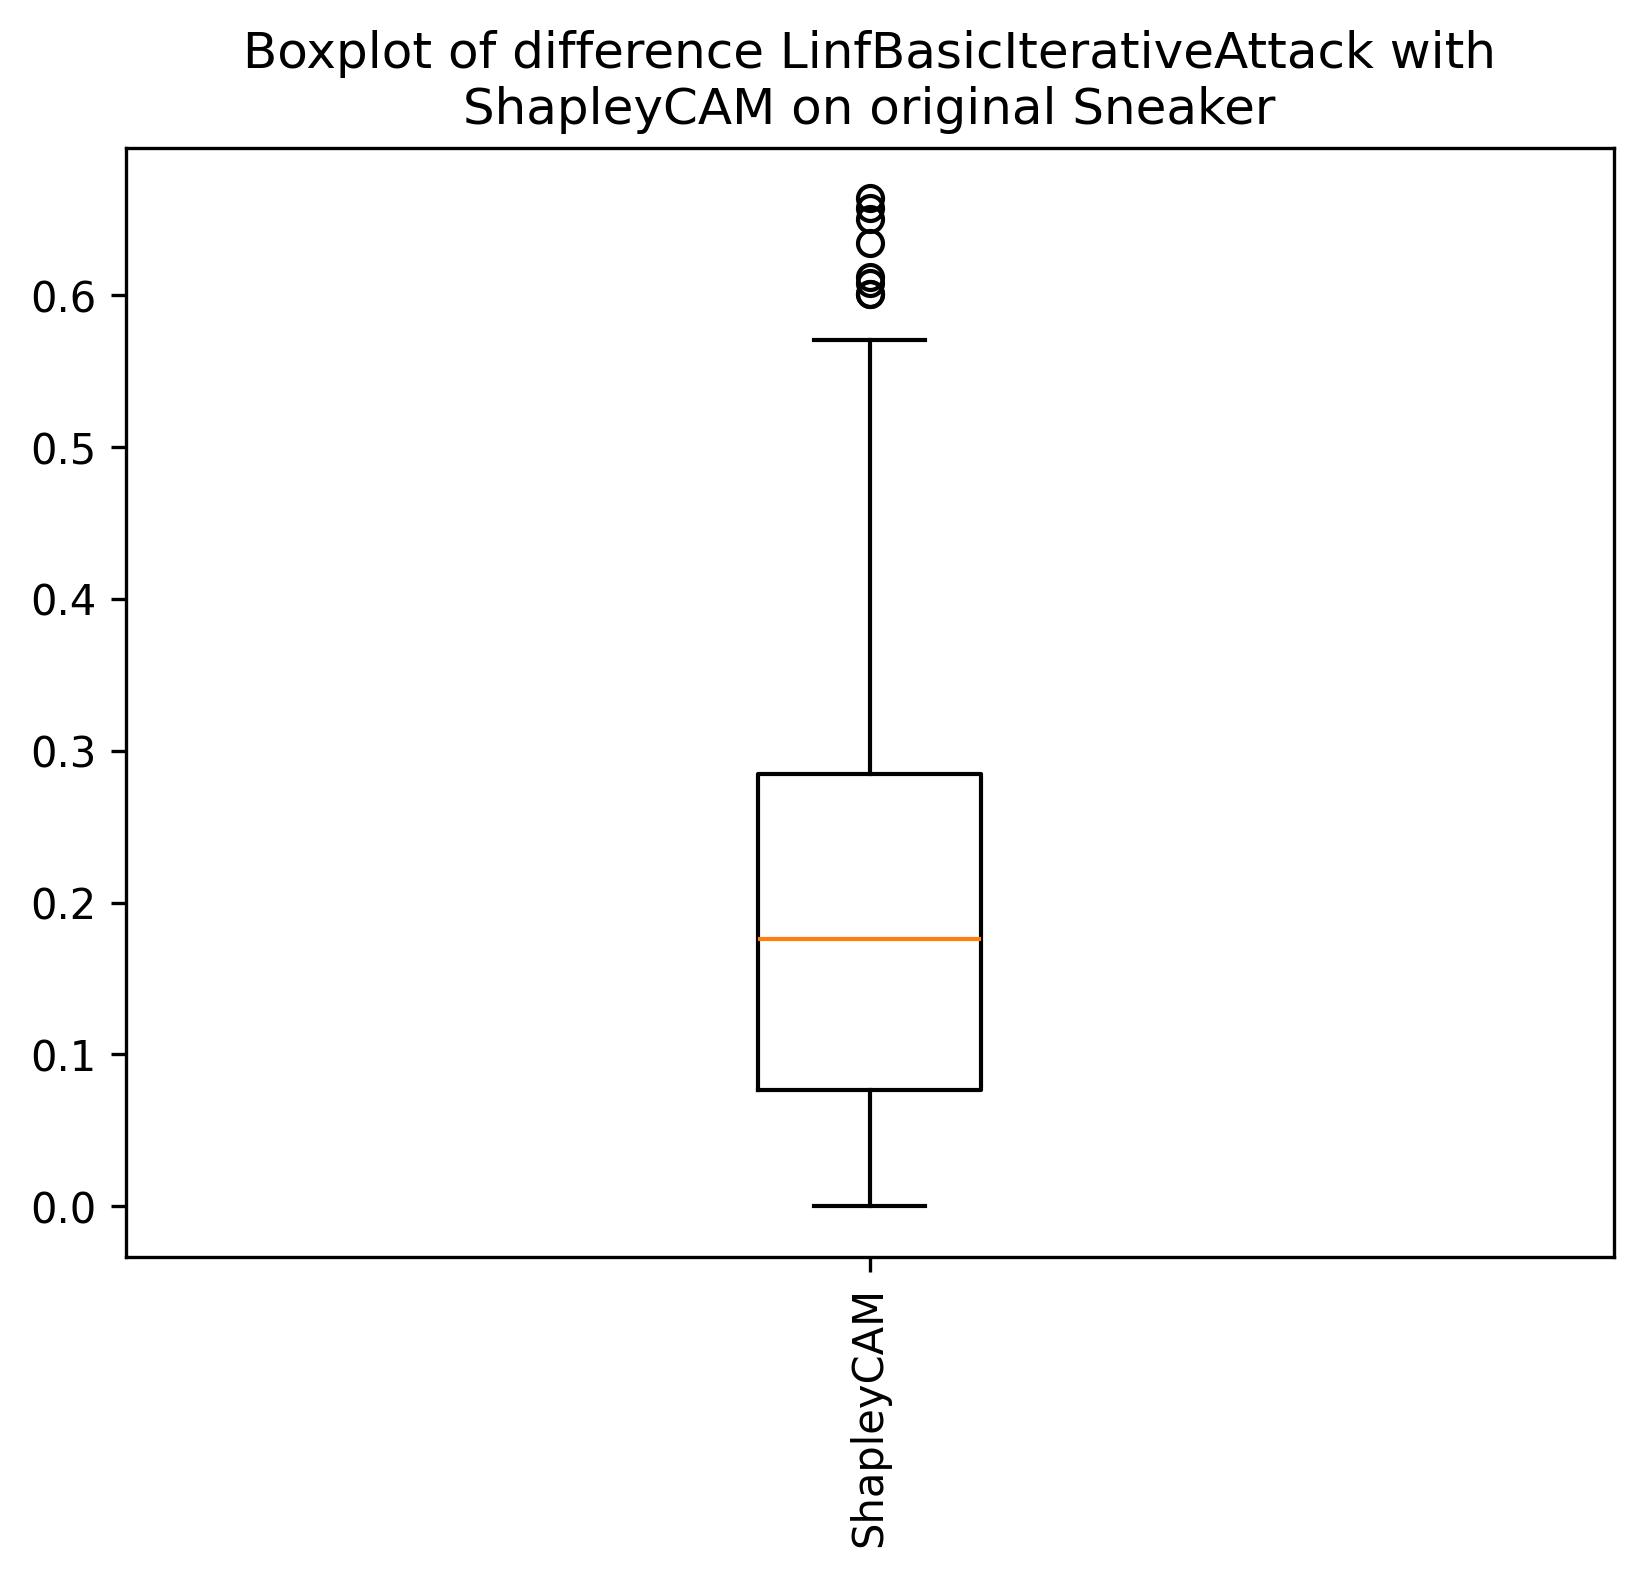 Boxplot of difference LinfBasicIterativeAttack with
ShapleyCAM on original Sneaker
0.6
0.5
0.4
0.3
0.2
0.1
0.0
ShapleyCAM